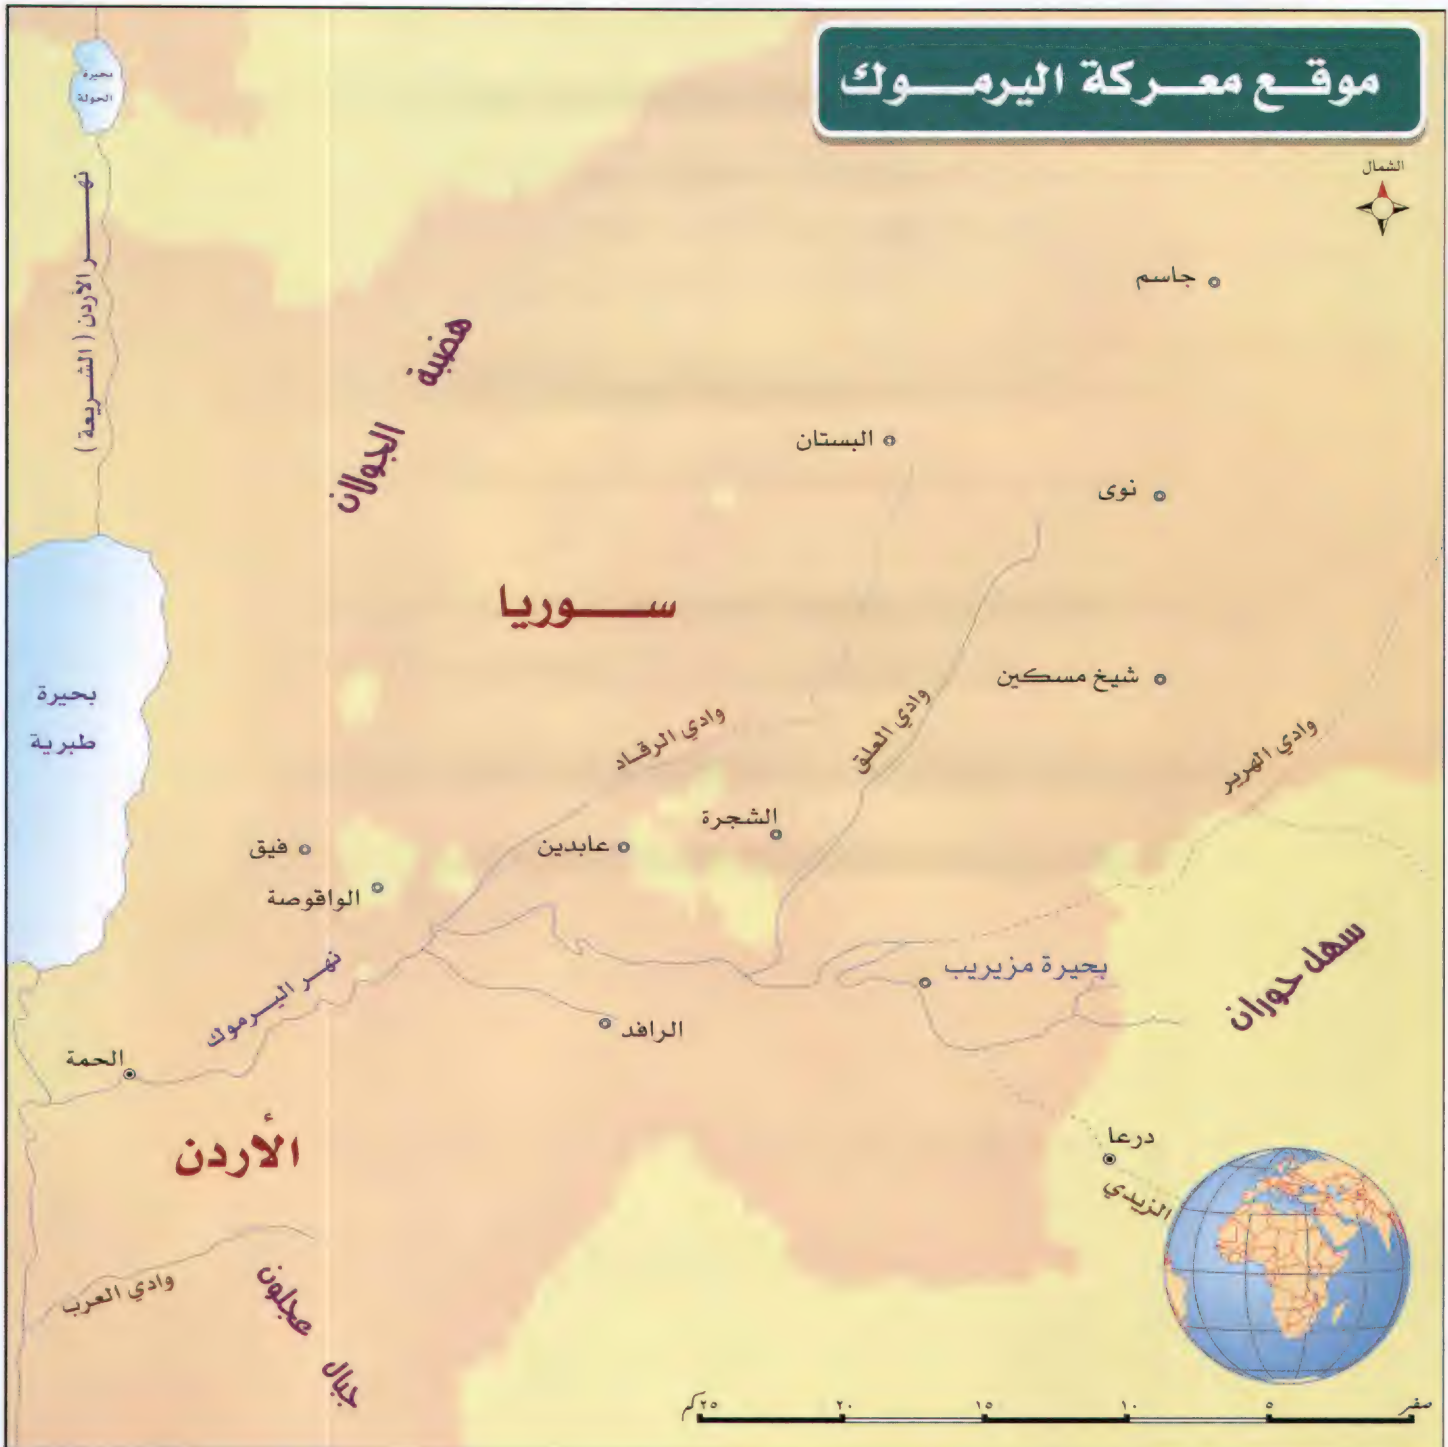 موقع معركة اليرموك
الشمال
بحيرة
الحولة
نهر الأردن ( الشريعة )
جاسم
هضبة الجولان
البستان
نوى
سوريا
شيخ مسكين
بحيرة
طبرية
وادي الرقاد
وادي العلق
وادي الهرير
الشجرة
عابدين
فيق
الواقوصة
سهل حوران
نهر اليرموك
بحيرة مزيريب
الرافد
الحمة
الأردن
درعا
الزيدي
وادي العرب
جبال عجلون
صفر ٥ ١٠ ١٥ ٢٠ ٢٥كم